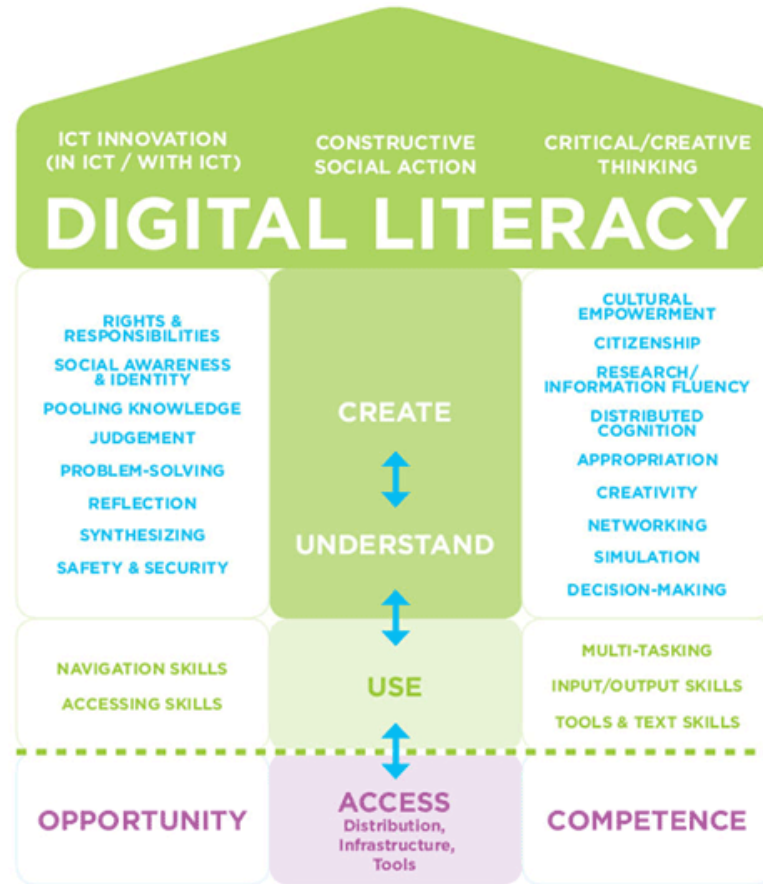 ICT INNOVATION
(IN ICT / WITH ICT)
CONSTRUCTIVE
SOCIAL ACTION
CRITICAL/CREATIVE
THINKING
DIGITAL LITERACY
RIGHTS &
RESPONSIBILITIES
SOCIAL AWARENESS
& IDENTITY
POOLING KNOWLEDGE
JUDGEMENT
PROBLEM-SOLVING
REFLECTION
SYNTHESIZING
SAFETY & SECURITY
CREATE
UNDERSTAND
CULTURAL
EMPOWERMENT
CITIZENSHIP
RESEARCH/
INFORMATION FLUENCY
DISTRIBUTED
COGNITION
APPROPRIATION
CREATIVITY
NETWORKING
SIMULATION
DECISION-MAKING
NAVIGATION SKILLS
ACCESSING SKILLS
USE
MULTI-TASKING
INPUT/OUTPUT SKILLS
TOOLS & TEXT SKILLS
OPPORTUNITY
ACCESS
Distribution,
Infrastructure,
Tools
COMPETENCE